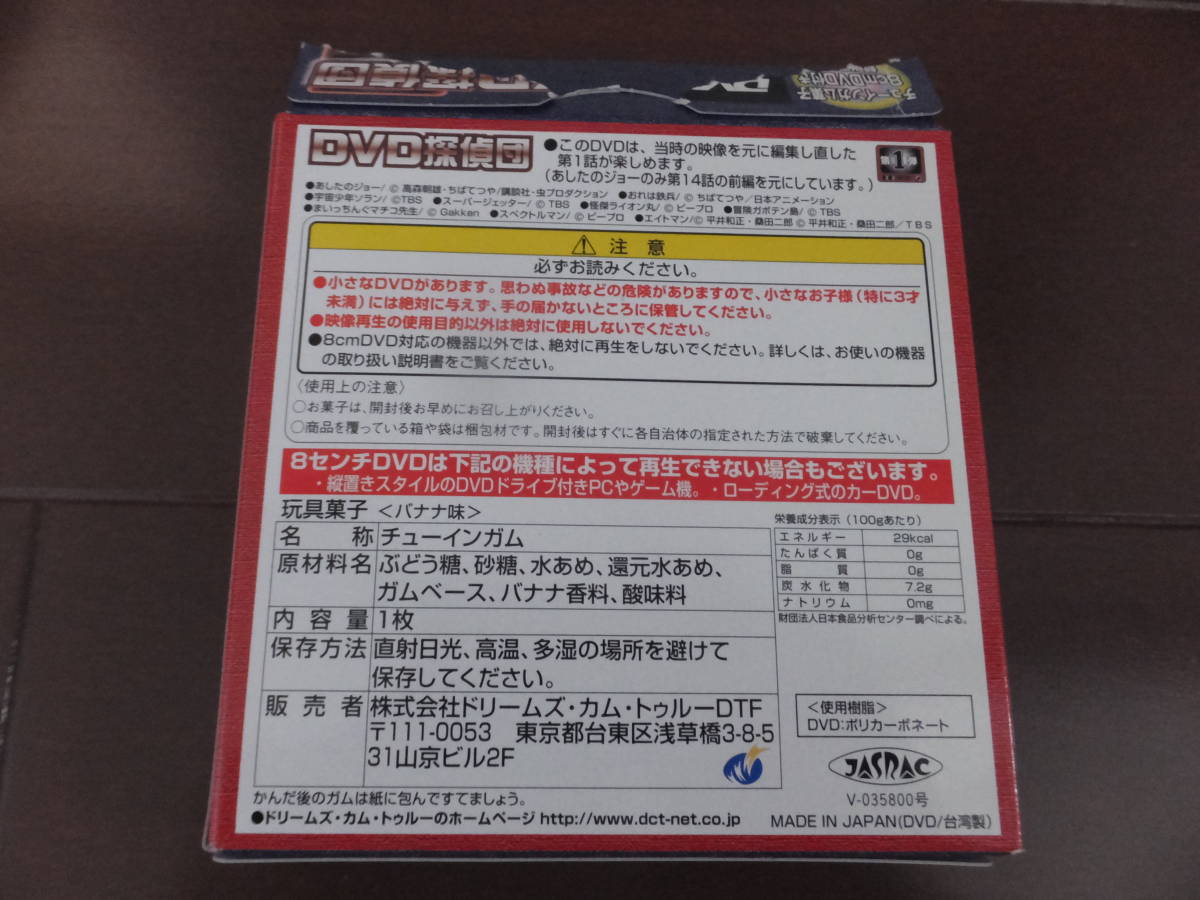 DVD探偵団
●このDVDは、当時の映像を元に編集し直した
第1話が楽しめます。
(あしたのジョーのみ第14話の前編を元にしています。)
第1弾
●あしたのジョー/ © 高森朝雄・ちばてつや/講談社・虫プロダクション ●おれは鉄兵/ © ちばてつや/日本アニメーション
●宇宙少年ソラン/ ©TBS ●スーパージェッター/ © TBS ●怪傑ライオン丸/ © ピープロ ●冒険ガボテン島/ © TBS
●まいっちんぐマチコ先生/ © Gakken ●スペクトルマン/ © ピープロ ●エイトマン/ © 平井和正・桑田二郎 © 平井和正・桑田二郎/TBS
注意
必ずお読みください。
●小さなDVDがあります。思わぬ事故などの危険がありますので、小さなお子様(特に3才
未満)には絶対に与えず、手の届かないところに保管してください。
●映像再生の使用目的以外は絶対に使用しないでください。
●8cmDVD対応の機器以外では、絶対に再生をしないでください。詳しくは、お使いの機器
の取り扱い説明書をご覧ください。
〈使用上の注意〉
○お菓子は、開封後お早めにお召し上がりください。
○商品を覆っている箱や袋は梱包材です。開封後はすぐに各自治体の指定された方法で破棄してください。
8センチDVDは下記の機種によって再生できない場合もございます。
・縦置きスタイルのDVDドライブ付きPCやゲーム機。・ローディング式のカーDVD。
玩具菓子 <バナナ味>
名称 チューインガム
原材料名 ぶどう糖、砂糖、水あめ、還元水あめ、
ガムベース、バナナ香料、酸味料
内容量 1枚
保存方法 直射日光、高温、多湿の場所を避けて
保存してください。
販売者 株式会社ドリームズ・カム・トゥルーDTF
〒111-0053 東京都台東区浅草橋3-8-5
31山京ビル2F
栄養成分表示(100gあたり)
エネルギー 29kcal
たんぱく質 0g
脂質 0g
炭水化物 7.2g
ナトリウム 0mg
財団法人日本食品分析センター調べによる。
<使用樹脂>
DVD:ポリカーボネート
JASRAC
V-035800号
かんだ後のガムは紙に包んですてましょう。
●ドリームズ・カム・トゥルーのホームページ http://www.dct-net.co.jp
MADE IN JAPAN(DVD/台湾製)